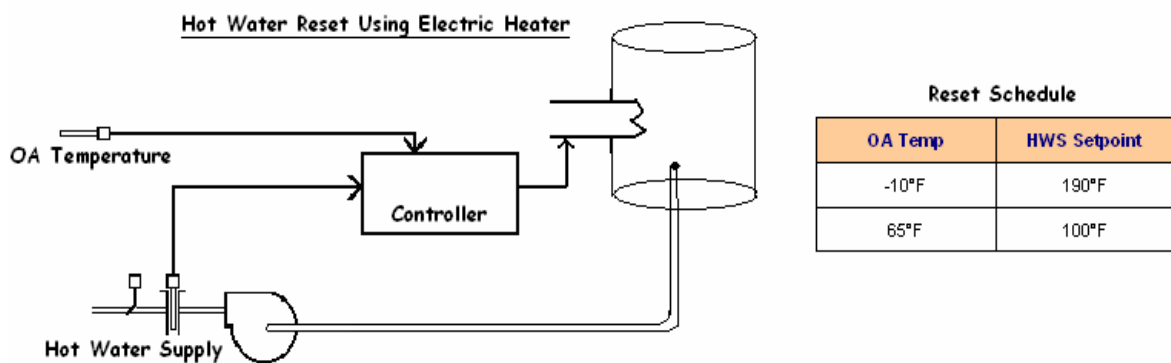 Hot Water Reset Using Electric Heater
OA Temperature
Controller
Hot Water Supply
Reset Schedule
OA Temp HWS Setpoint
-10°F 190°F
65°F 100°F